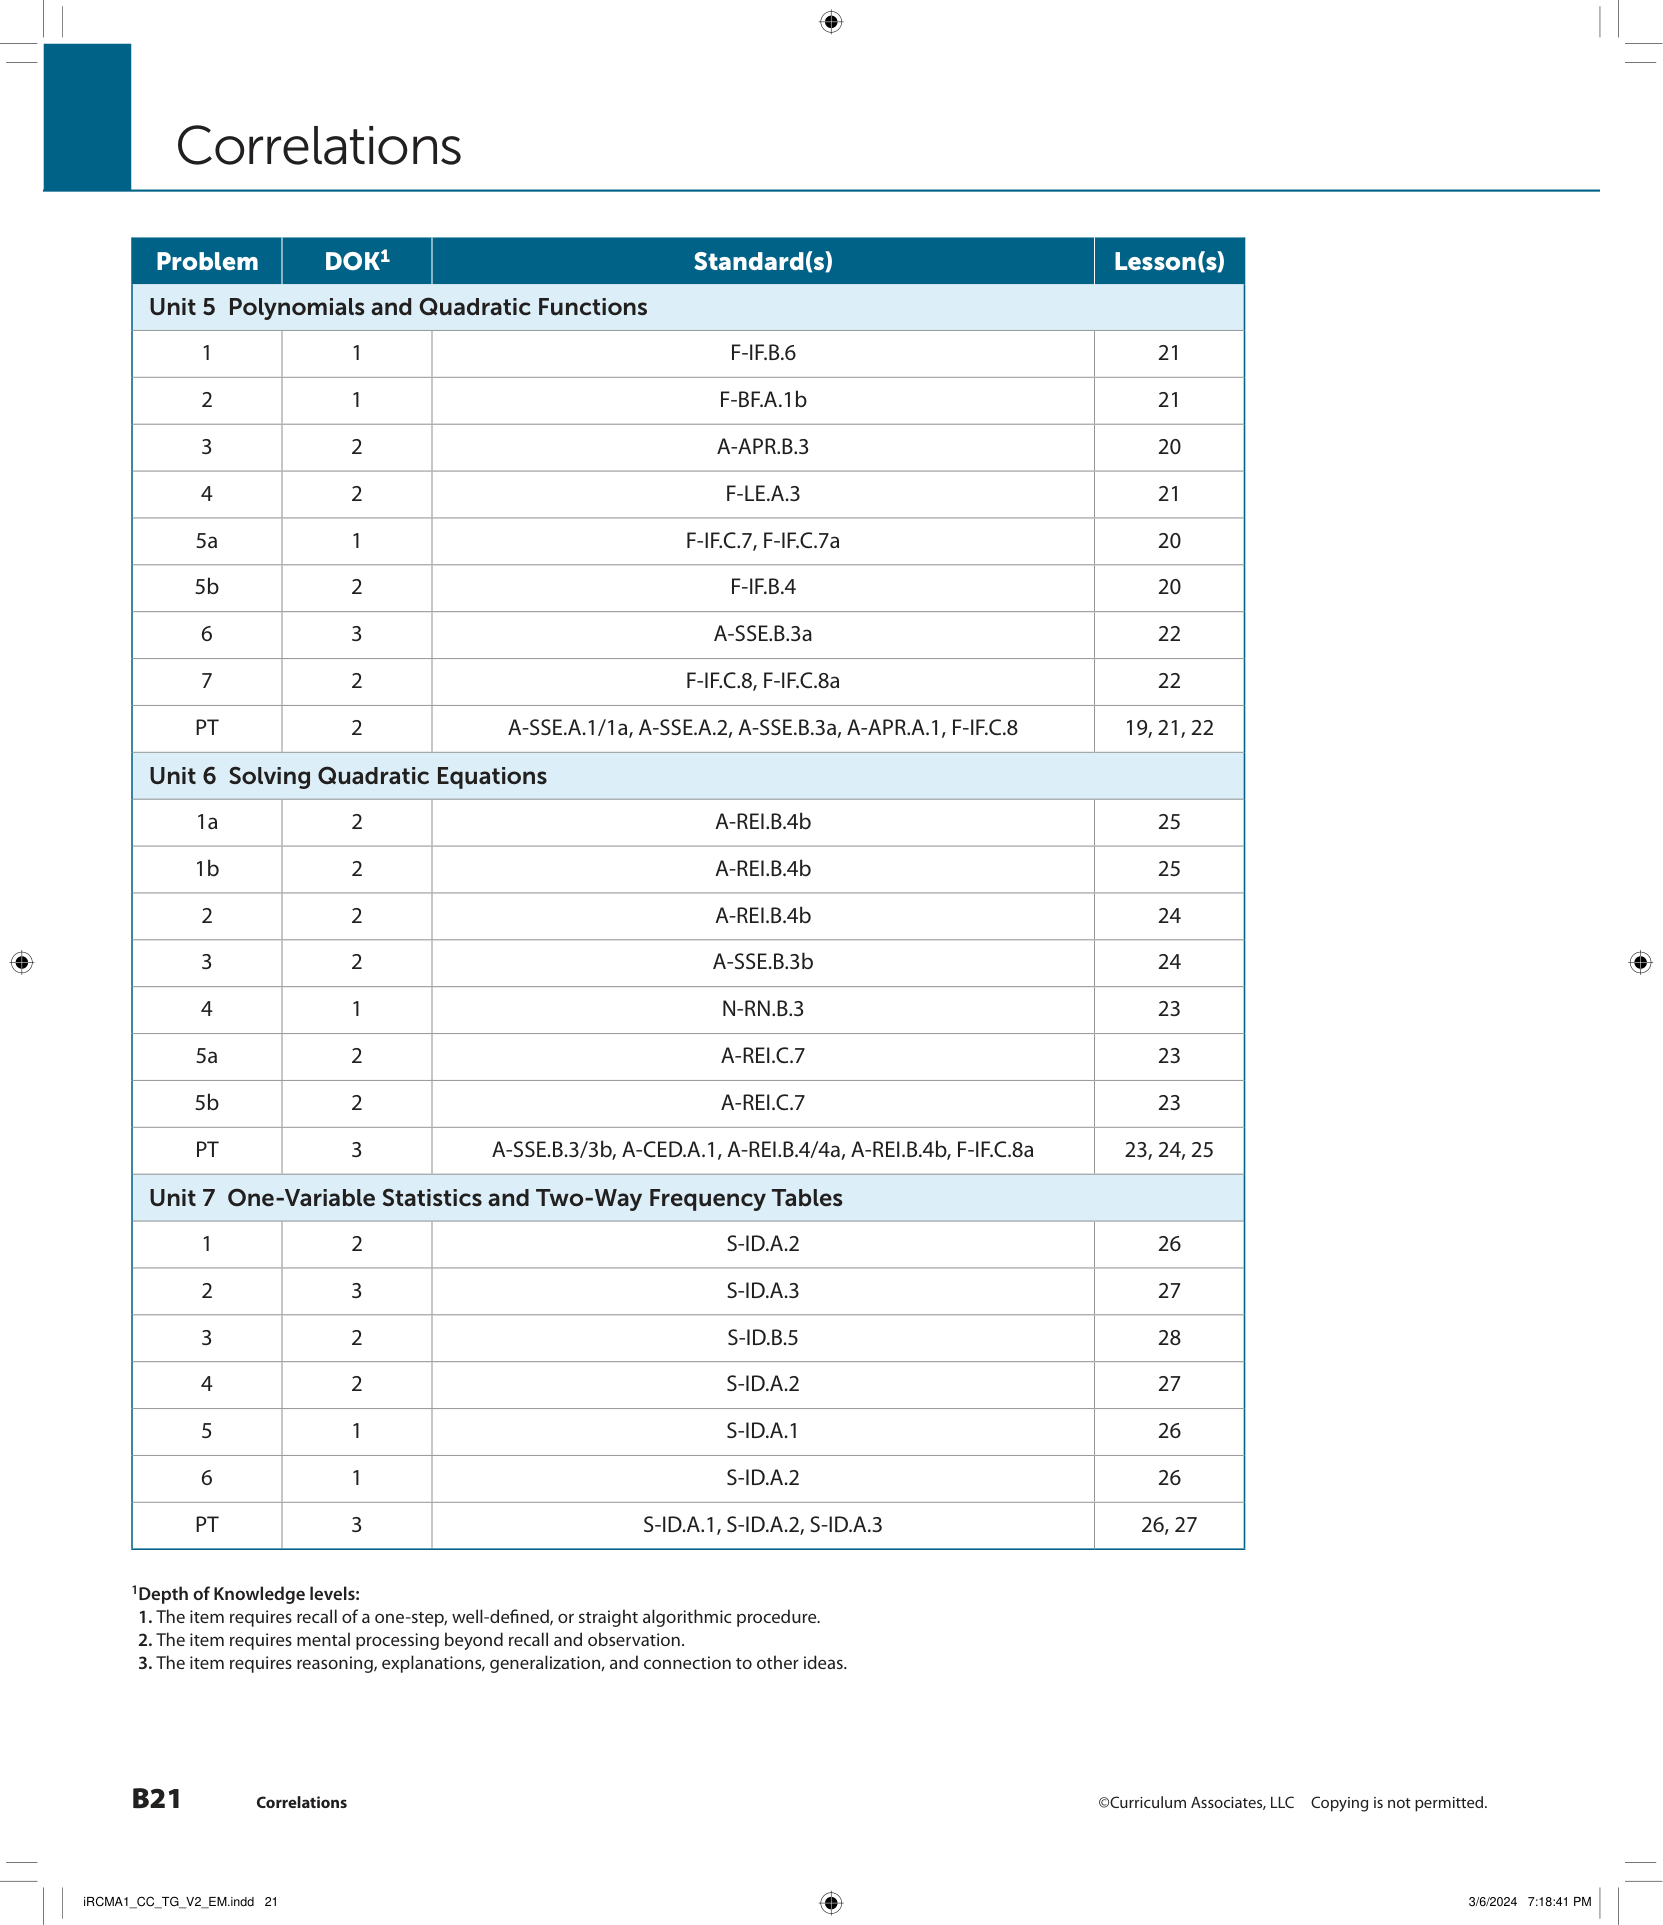 Correlations
Problem DOK¹ Standard(s) Lesson(s)
Unit 5 Polynomials and Quadratic Functions
1 1 F-IF.B.6 21
2 1 F-BF.A.1b 21
3 2 A-APR.B.3 20
4 2 F-LE.A.3 21
5a 1 F-IF.C.7, F-IF.C.7a 20
5b 2 F-IF.B.4 20
6 3 A-SSE.B.3a 22
7 2 F-IF.C.8, F-IF.C.8a 22
PT 2 A-SSE.A.1/1a, A-SSE.A.2, A-SSE.B.3a, A-APR.A.1, F-IF.C.8 19, 21, 22
Unit 6 Solving Quadratic Equations
1a 2 A-REI.B.4b 25
1b 2 A-REI.B.4b 25
2 2 A-REI.B.4b 24
3 2 A-SSE.B.3b 24
4 1 N-RN.B.3 23
5a 2 A-REI.C.7 23
5b 2 A-REI.C.7 23
PT 3 A-SSE.B.3/3b, A-CED.A.1, A-REI.B.4/4a, A-REI.B.4b, F-IF.C.8a 23, 24, 25
Unit 7 One-Variable Statistics and Two-Way Frequency Tables
1 2 S-ID.A.2 26
2 3 S-ID.A.3 27
3 2 S-ID.B.5 28
4 2 S-ID.A.2 27
5 1 S-ID.A.1 26
6 1 S-ID.A.2 26
PT 3 S-ID.A.1, S-ID.A.2, S-ID.A.3 26, 27
¹Depth of Knowledge levels:
1. The item requires recall of a one-step, well-defined, or straight algorithmic procedure.
2. The item requires mental processing beyond recall and observation.
3. The item requires reasoning, explanations, generalization, and connection to other ideas.
B21 Correlations ©Curriculum Associates, LLC Copying is not permitted.
iRCMA1_CC_TG_V2_EM.indd 21 3/6/2024 7:18:41 PM